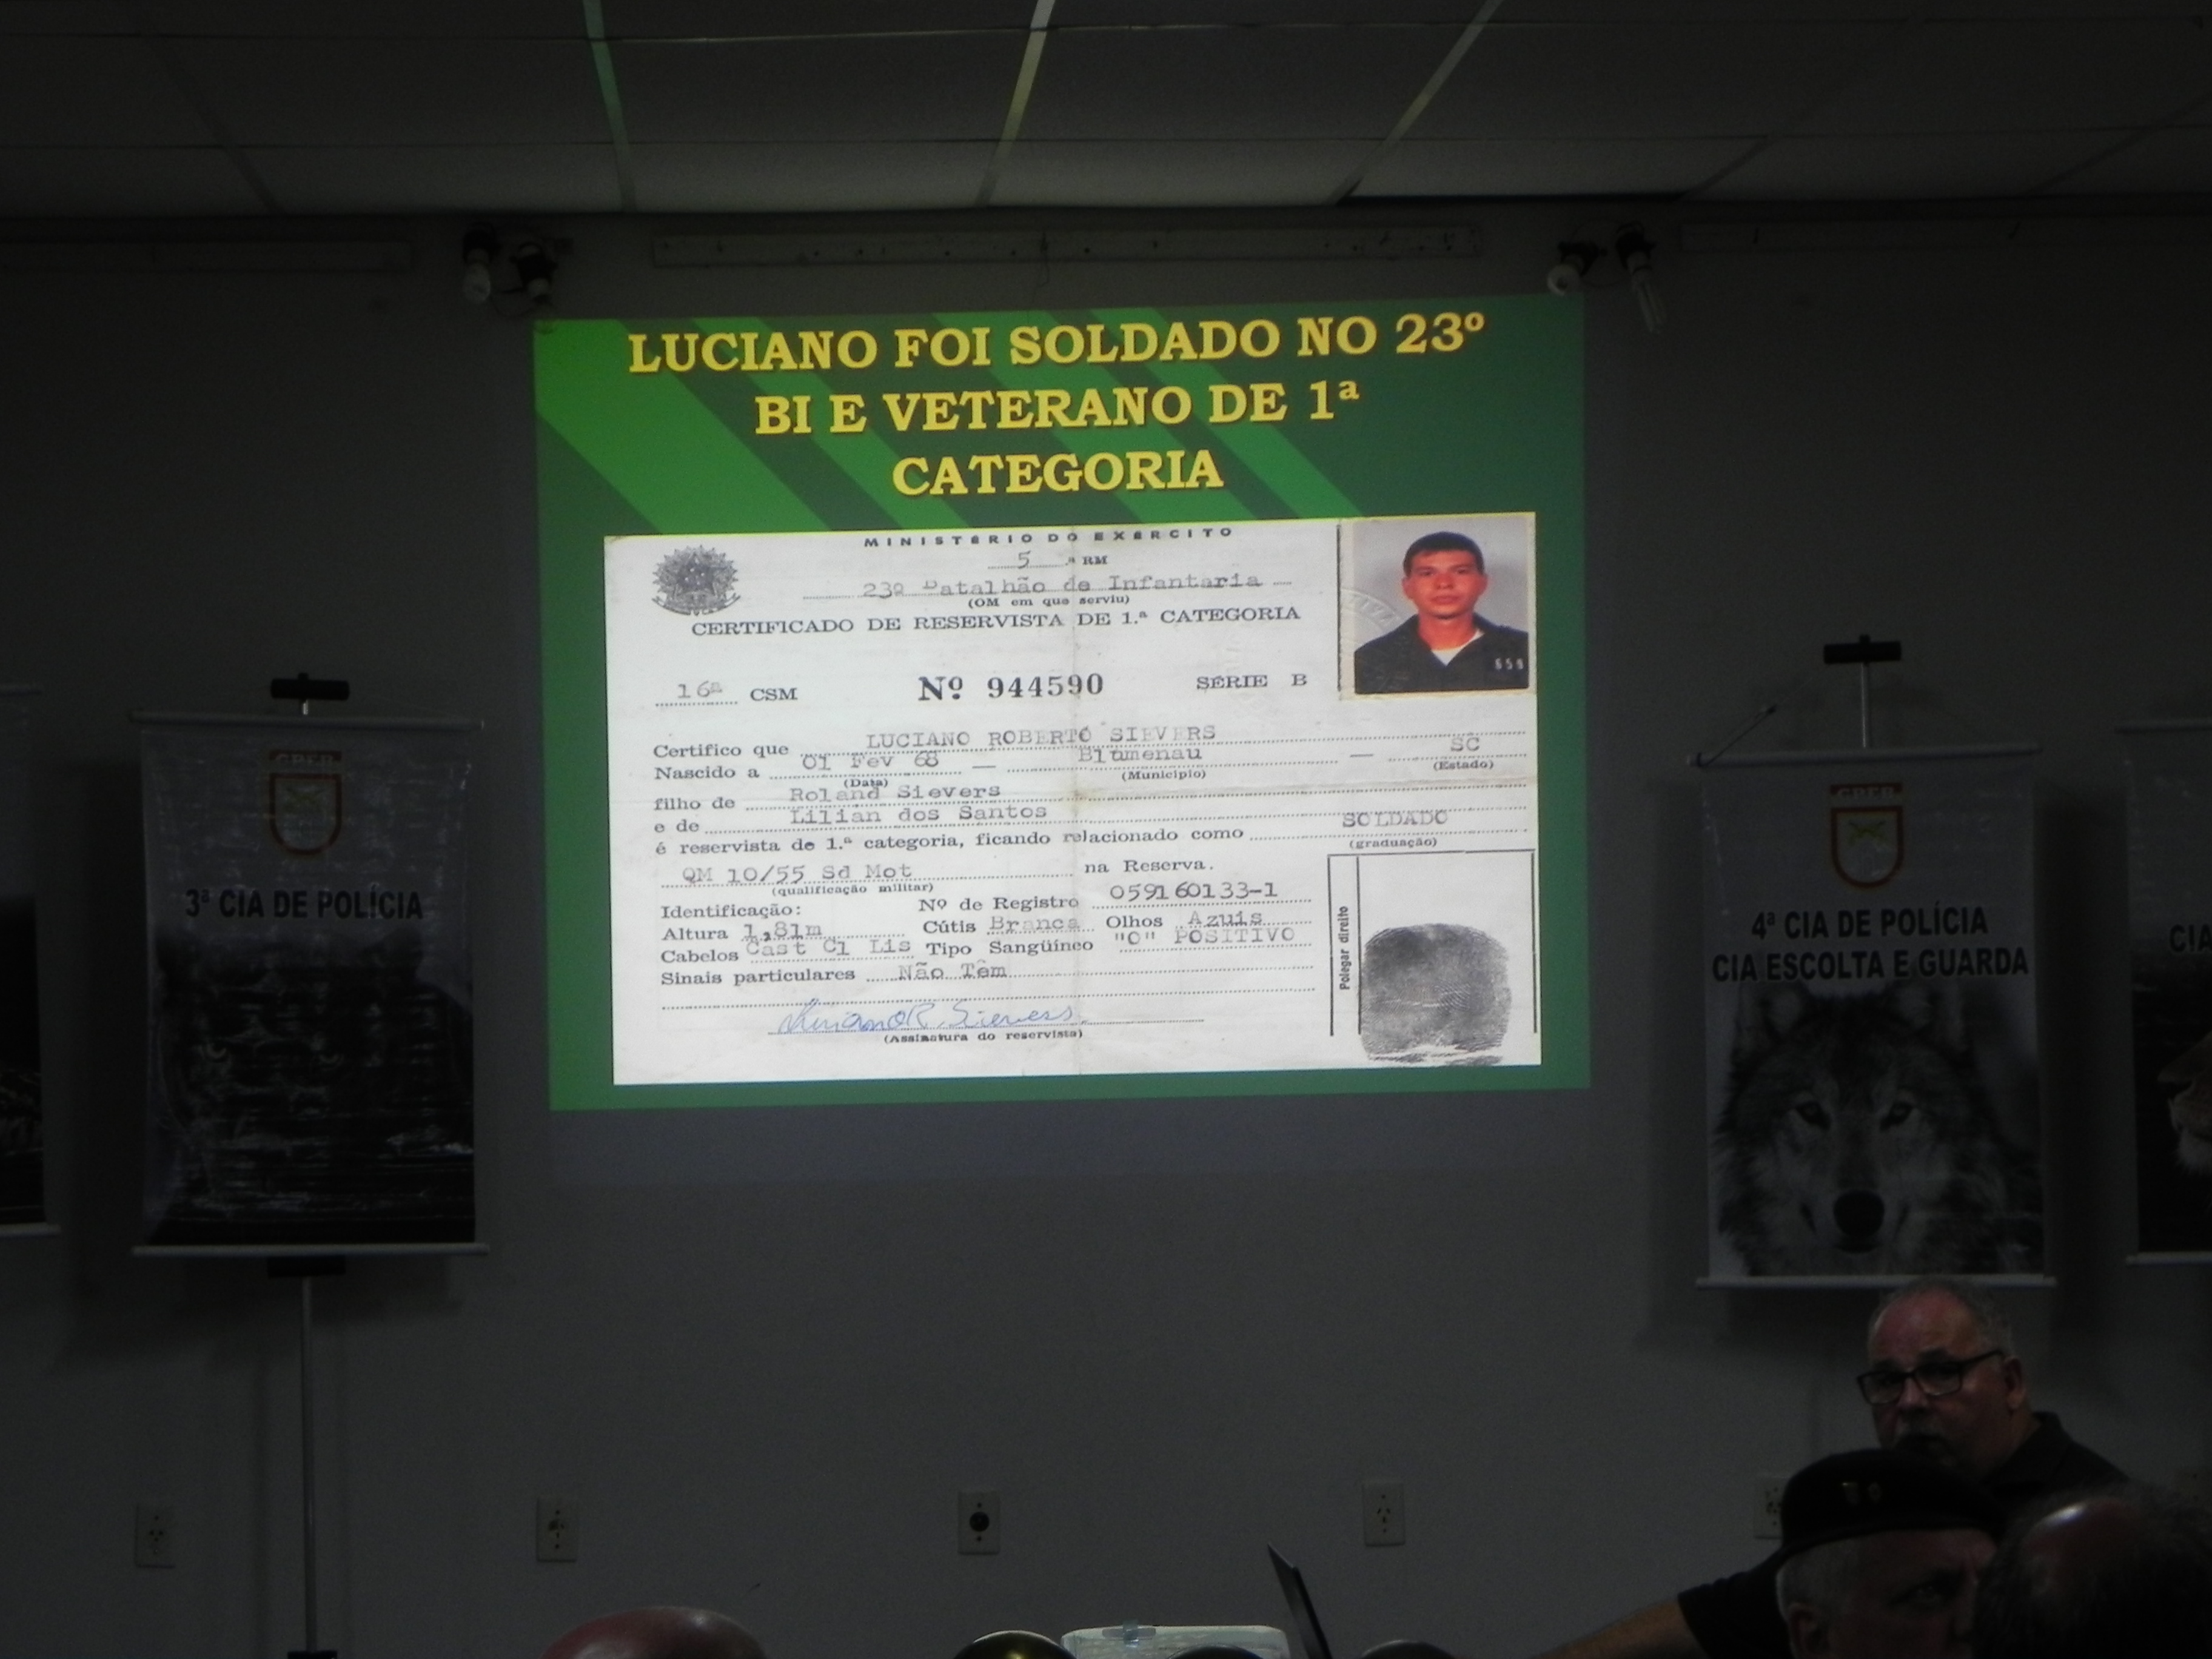 LUCIANO FOI SOLDADO NO 23º
BI E VETERANO DE 1ª
CATEGORIA
MINISTÉRIO DO EXÉRCITO
5 .ª RM
23º Batalhão de Infantaria
(OM em que serviu)
CERTIFICADO DE RESERVISTA DE 1.ª CATEGORIA
16ª CSM Nº 944590 SÉRIE B
659
Certifico que LUCIANO ROBERTO SIEVERS
Nascido a 01 Fev 68 — Blumenau — SC
(Data) (Município) (Estado)
filho de Roland Sievers
e de Lilian dos Santos
é reservista de 1.ª categoria, ficando relacionado como SOLDADO
(graduação)
QM 10/55 Sd Mot na Reserva.
(qualificação militar)
Identificação: Nº de Registro 059160133-1
Altura 1,81m Cútis Branca Olhos Azuis
Cabelos Cast Cl Lis Tipo Sangüíneo "O" POSITIVO
Sinais particulares Não Têm
Luciano R. Sievers
(Assinatura do reservista)
Polegar direito
3ª CIA DE POLÍCIA
4ª CIA DE POLÍCIA
CIA ESCOLTA E GUARDA
CIA